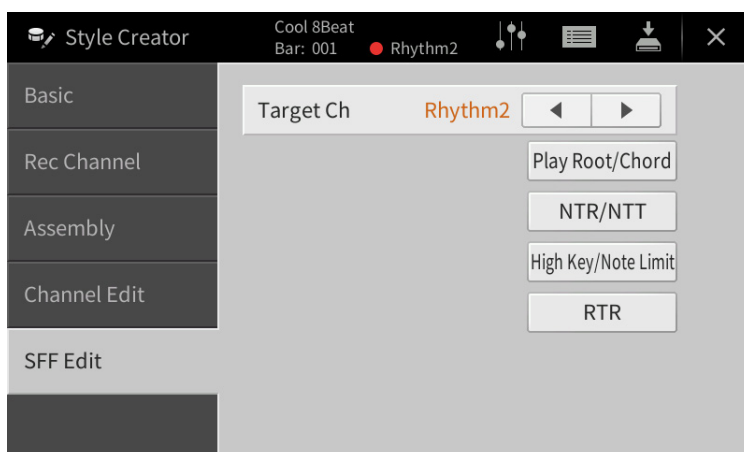 Style Creator
Cool 8Beat
Bar: 001
Rhythm2
Basic
Rec Channel
Assembly
Channel Edit
SFF Edit
Target Ch Rhythm2
Play Root/Chord
NTR/NTT
High Key/Note Limit
RTR